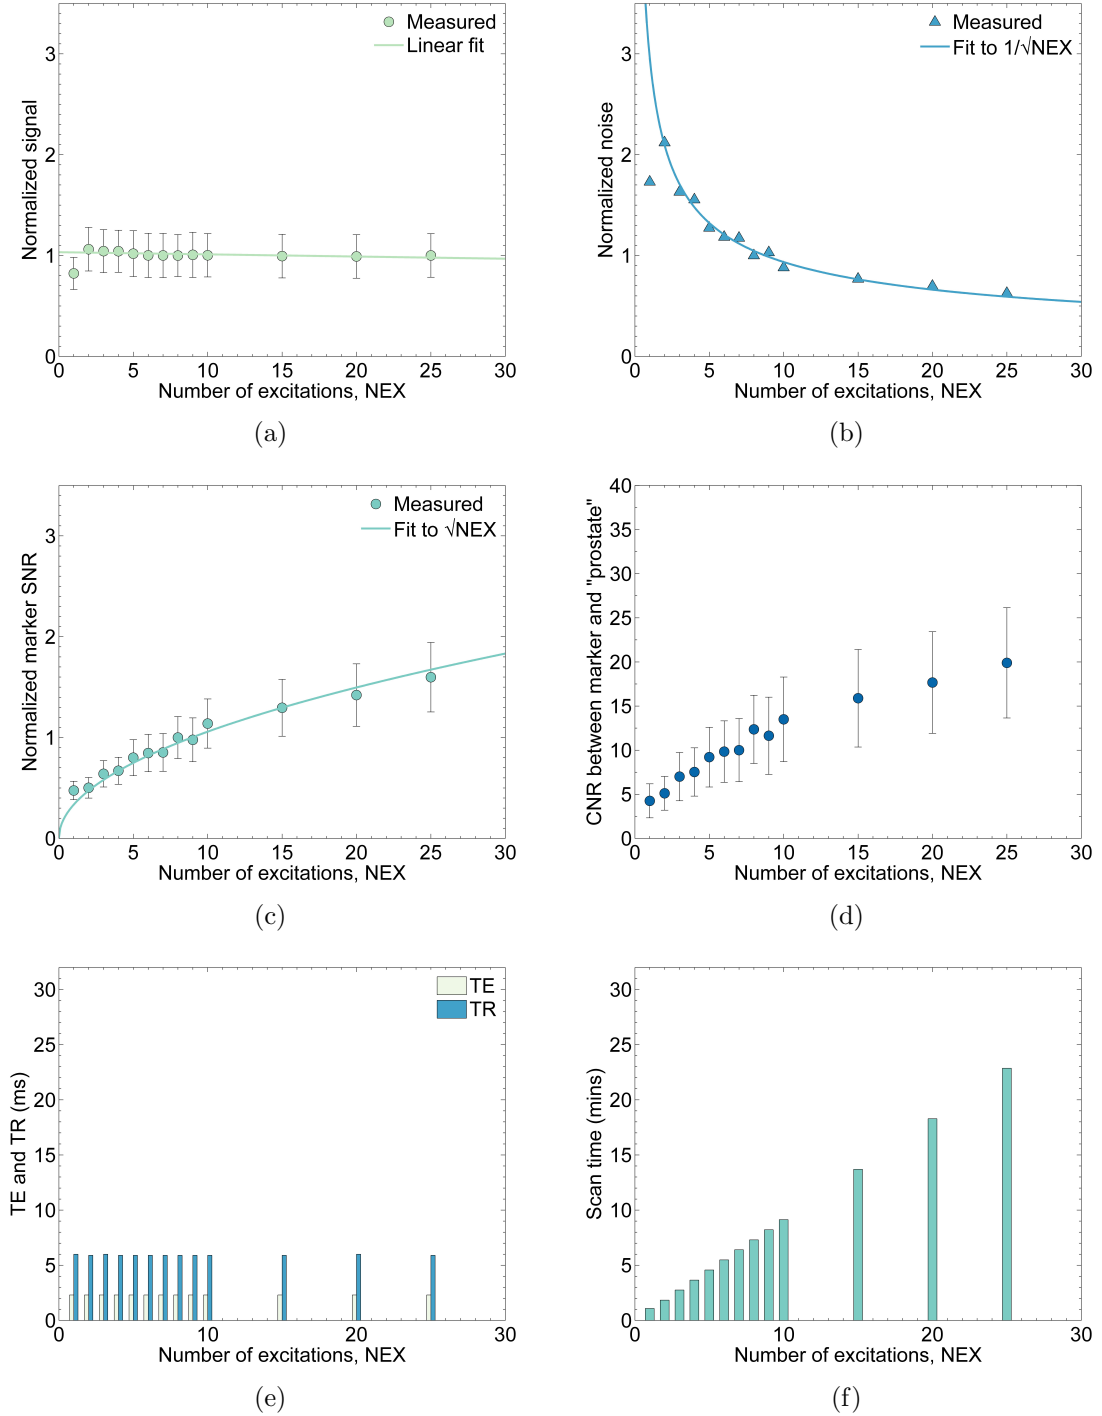 Measured
Linear fit
3
2
1
0
Normalized signal
0 5 10 15 20 25 30
Number of excitations, NEX
(a)
Measured
Fit to 1/√NEX
3
2
1
0
Normalized noise
0 5 10 15 20 25 30
Number of excitations, NEX
(b)
Measured
Fit to √NEX
3
2
1
0
Normalized marker SNR
0 5 10 15 20 25 30
Number of excitations, NEX
(c)
40
35
30
25
20
15
10
5
0
CNR between marker and "prostate"
0 5 10 15 20 25 30
Number of excitations, NEX
(d)
TE
TR
30
25
20
15
10
5
0
TE and TR (ms)
0 5 10 15 20 25 30
Number of excitations, NEX
(e)
30
25
20
15
10
5
0
Scan time (mins)
0 5 10 15 20 25 30
Number of excitations, NEX
(f)